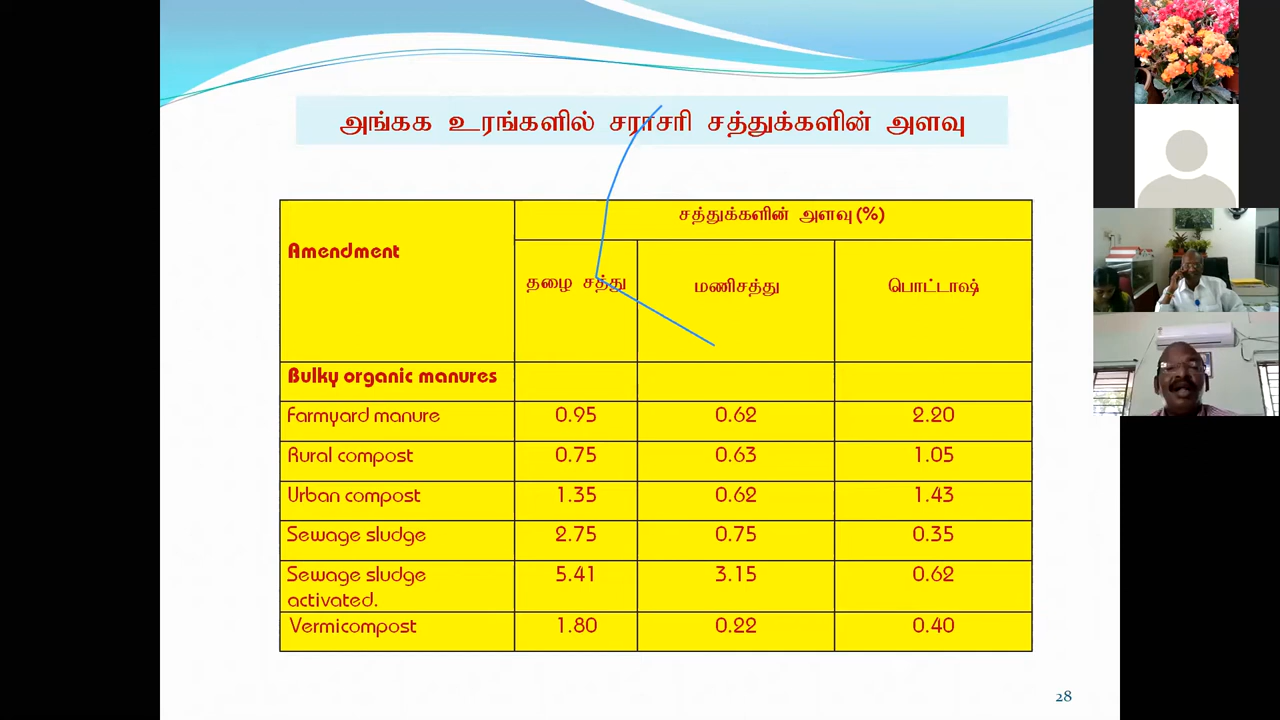 அங்கக உரங்களில் சராசரி சத்துக்களின் அளவு
சத்துக்களின் அளவு (%)
Amendment
தழை சத்து மணிசத்து பொட்டாஷ்
Bulky organic manures
Farmyard manure 0.95 0.62 2.20
Rural compost 0.75 0.63 1.05
Urban compost 1.35 0.62 1.43
Sewage sludge 2.75 0.75 0.35
Sewage sludge 5.41 3.15 0.62
activated.
Vermicompost 1.80 0.22 0.40
28